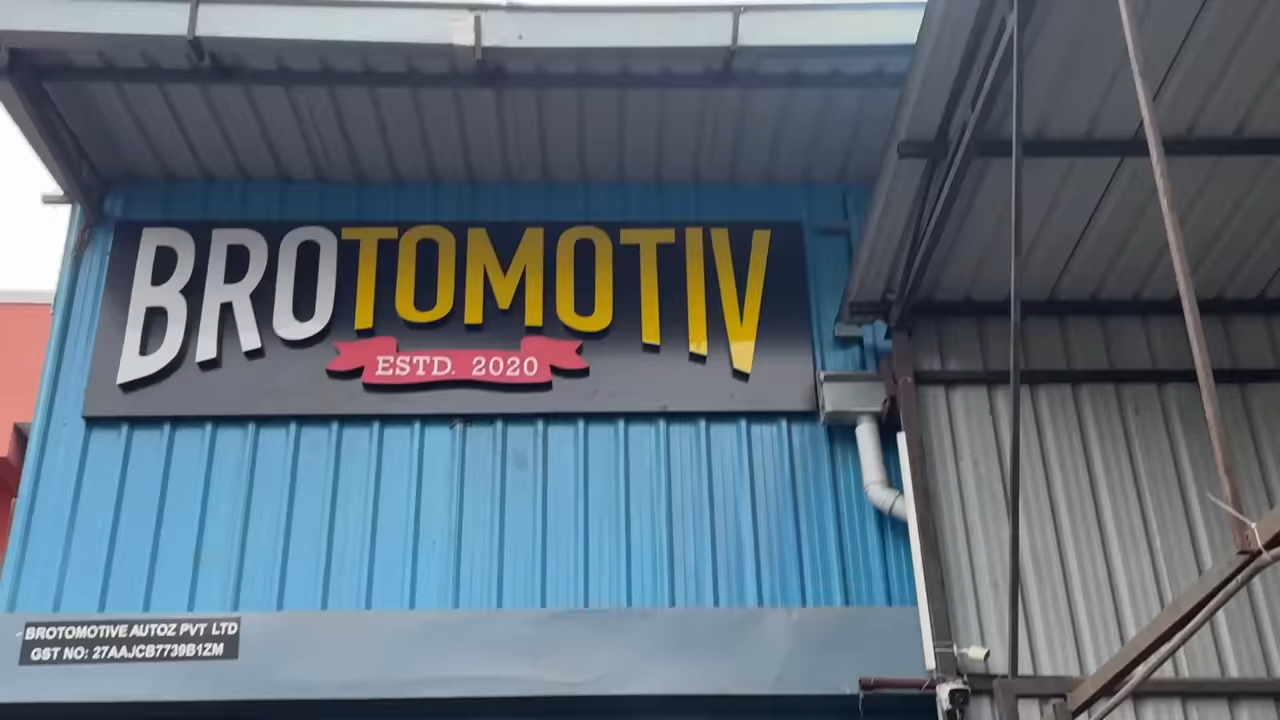 BROTOMOTIV
ESTD. 2020
BROTOMOTIVE AUTOZ PVT LTD
GST NO: 27AAJCB7739B1ZM